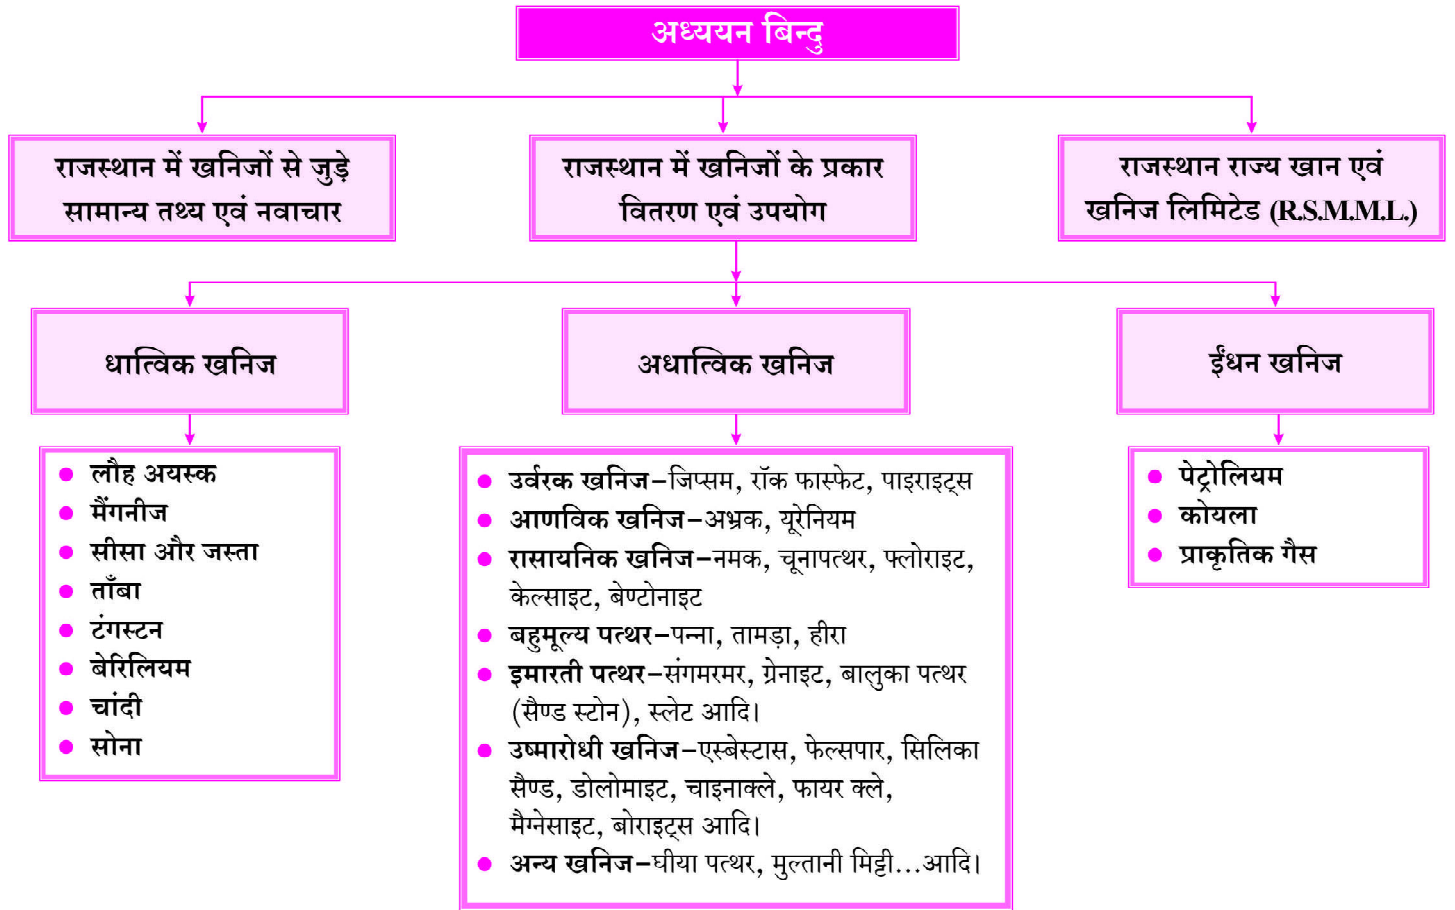 अध्ययन बिन्दु
राजस्थान में खनिजों से जुड़े
सामान्य तथ्य एवं नवाचार
राजस्थान में खनिजों के प्रकार
वितरण एवं उपयोग
राजस्थान राज्य खान एवं
खनिज लिमिटेड (R.S.M.M.L.)
धात्विक खनिज
अधात्विक खनिज
ईंधन खनिज
● लौह अयस्क
● मैंगनीज
● सीसा और जस्ता
● ताँबा
● टंगस्टन
● बेरिलियम
● चांदी
● सोना
● उर्वरक खनिज–जिप्सम, रॉक फास्फेट, पाइराइट्स
● आणविक खनिज–अभ्रक, यूरेनियम
● रासायनिक खनिज–नमक, चूनापत्थर, फ्लोराइट,
केल्साइट, बेण्टोनाइट
● बहुमूल्य पत्थर–पन्ना, तामड़ा, हीरा
● इमारती पत्थर–संगमरमर, ग्रेनाइट, बालुका पत्थर
(सैण्ड स्टोन), स्लेट आदि।
● उष्मारोधी खनिज–एस्बेस्टास, फेल्सपार, सिलिका
सैण्ड, डोलोमाइट, चाइनाक्ले, फायर क्ले,
मैग्नेसाइट, बोराइट्स आदि।
● अन्य खनिज–घीया पत्थर, मुल्तानी मिट्टी...आदि।
● पेट्रोलियम
● कोयला
● प्राकृतिक गैस